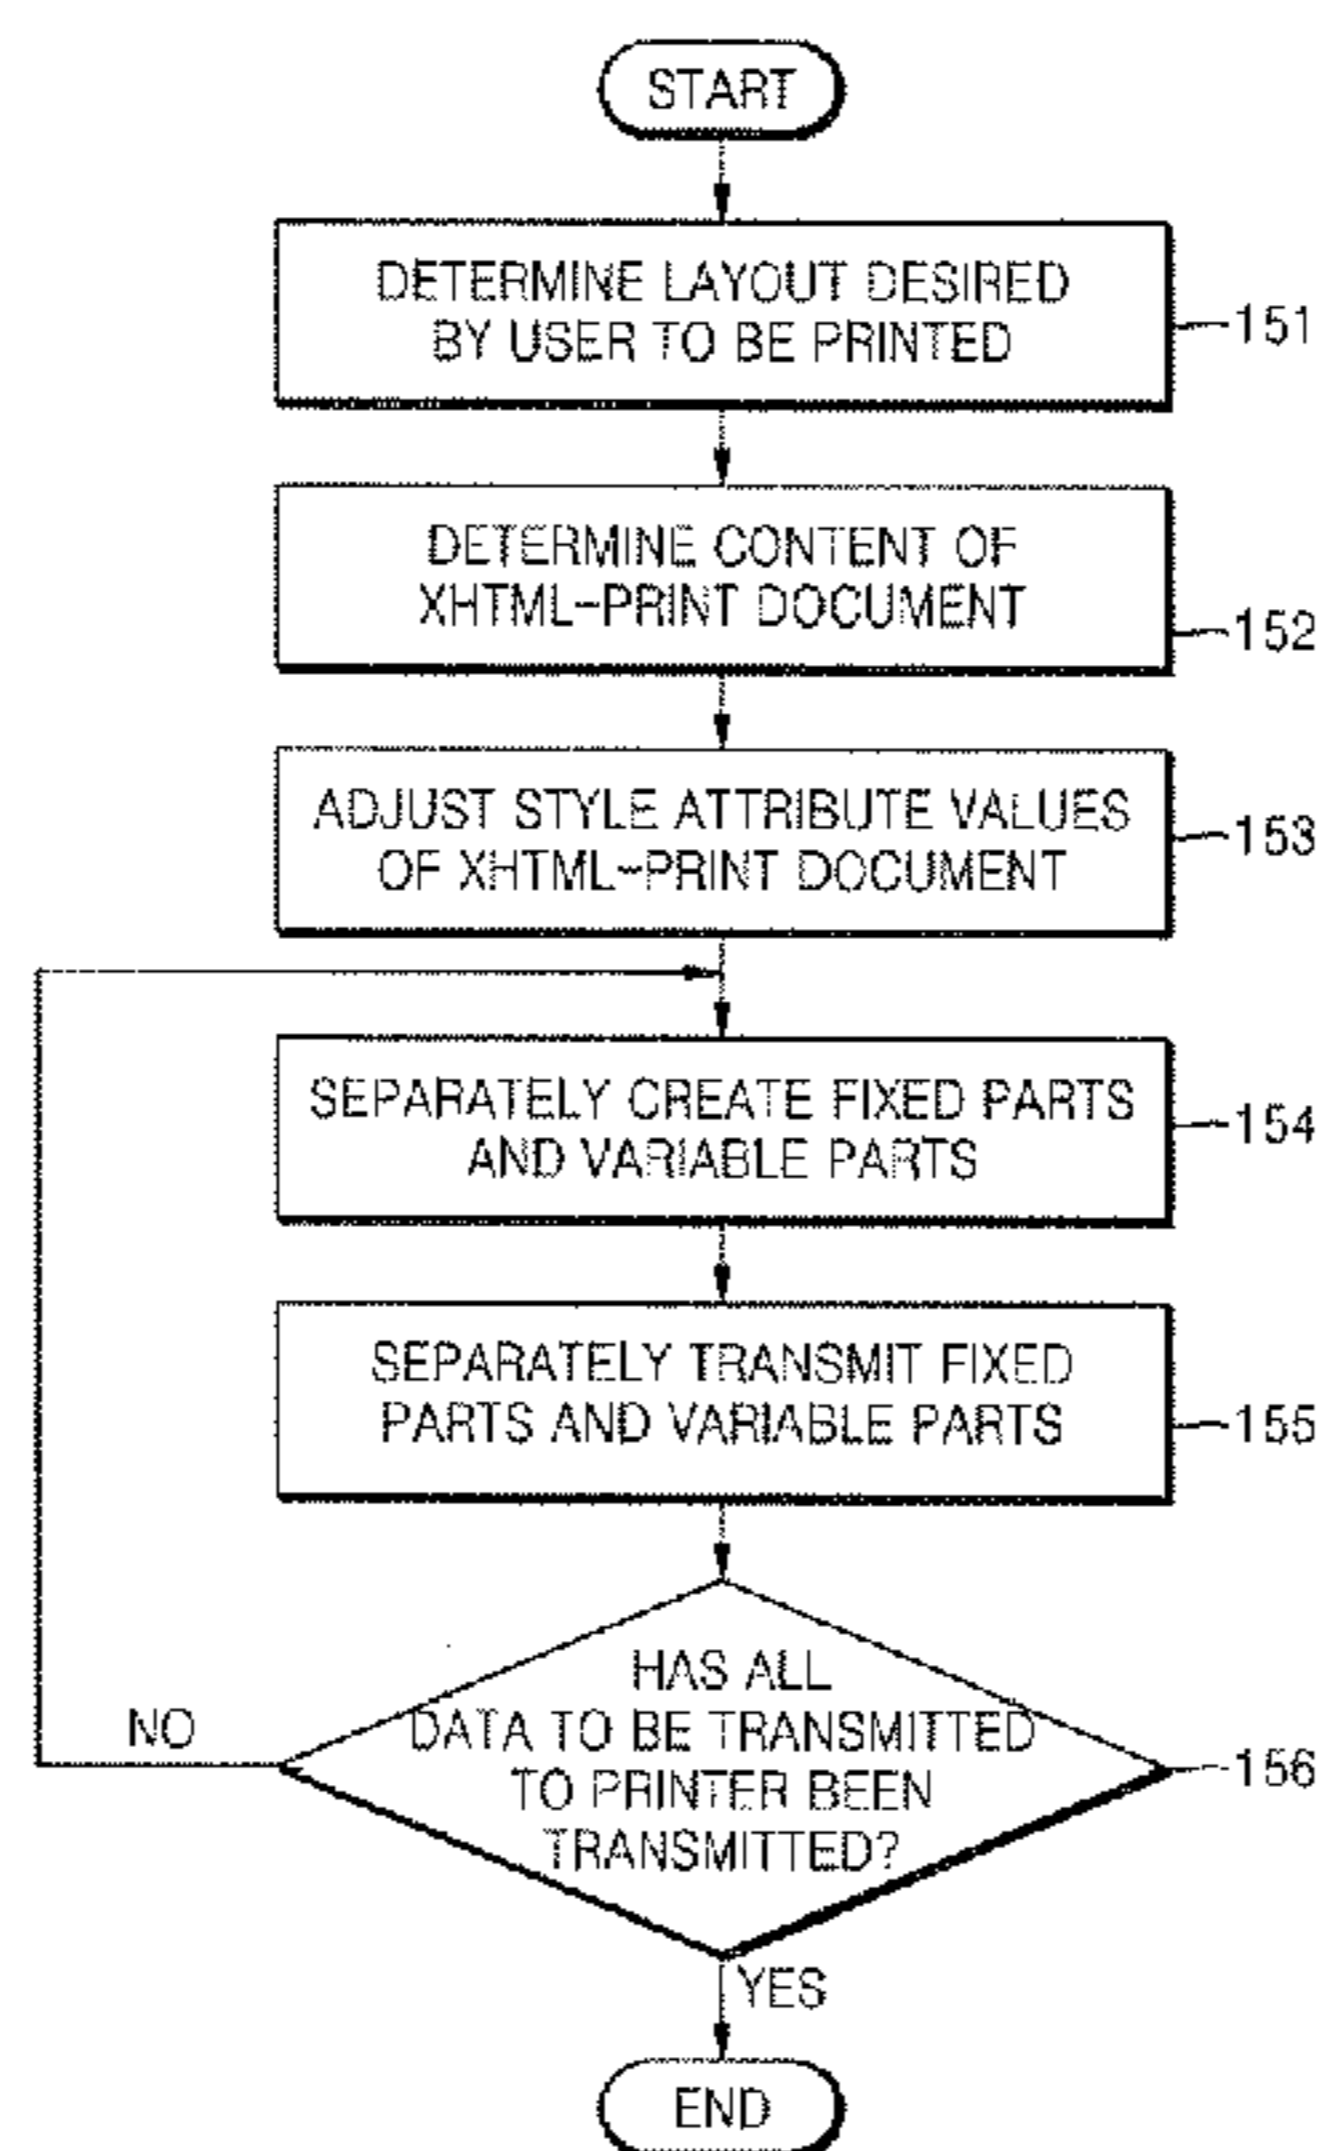 START
DETERMINE LAYOUT DESIRED
BY USER TO BE PRINTED
151
DETERMINE CONTENT OF
XHTML-PRINT DOCUMENT
152
ADJUST STYLE ATTRIBUTE VALUES
OF XHTML-PRINT DOCUMENT
153
SEPARATELY CREATE FIXED PARTS
AND VARIABLE PARTS
154
SEPARATELY TRANSMIT FIXED
PARTS AND VARIABLE PARTS
155
HAS ALL
DATA TO BE TRANSMITTED
TO PRINTER BEEN
TRANSMITTED?
156
NO
YES
END